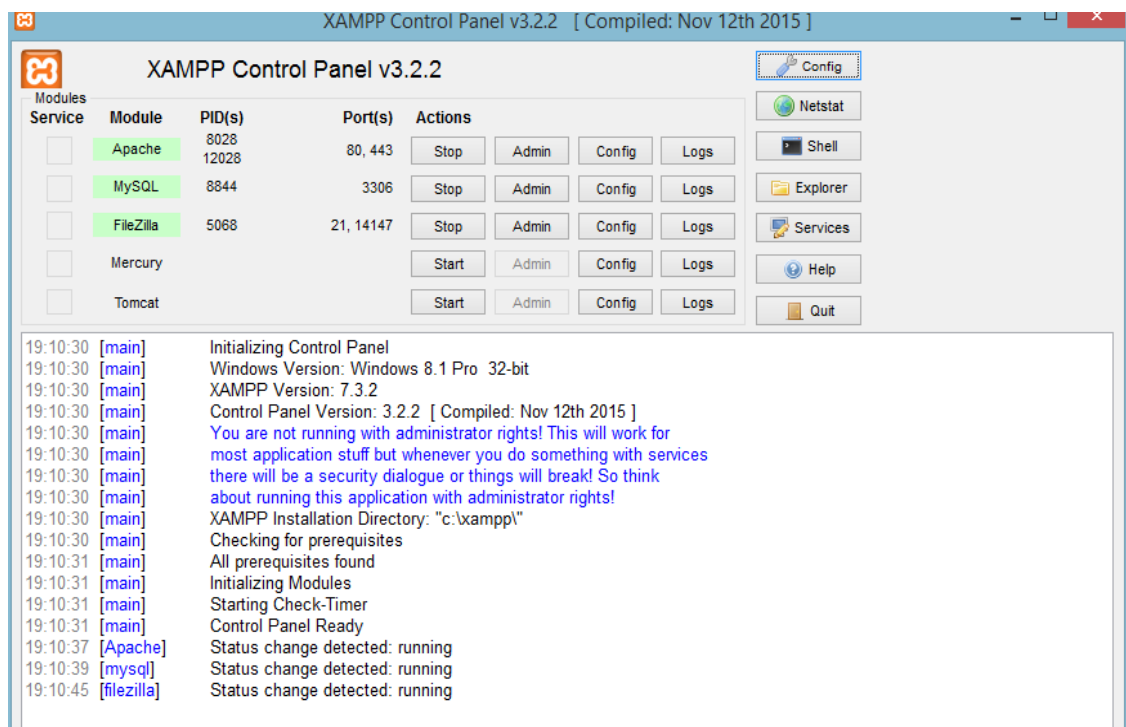 XAMPP Control Panel v3.2.2 [ Compiled: Nov 12th 2015 ]
XAMPP Control Panel v3.2.2
Config
Modules
Netstat
Service Module PID(s) Port(s) Actions
Apache 8028 12028 80, 443 Stop Admin Config Logs
Shell
MySQL 8844 3306 Stop Admin Config Logs
Explorer
FileZilla 5068 21, 14147 Stop Admin Config Logs
Services
Mercury Start Admin Config Logs
Help
Tomcat Start Admin Config Logs
Quit
19:10:30 [main] Initializing Control Panel
19:10:30 [main] Windows Version: Windows 8.1 Pro 32-bit
19:10:30 [main] XAMPP Version: 7.3.2
19:10:30 [main] Control Panel Version: 3.2.2 [ Compiled: Nov 12th 2015 ]
19:10:30 [main] You are not running with administrator rights! This will work for
19:10:30 [main] most application stuff but whenever you do something with services
19:10:30 [main] there will be a security dialogue or things will break! So think
19:10:30 [main] about running this application with administrator rights!
19:10:30 [main] XAMPP Installation Directory: "c:\xampp\"
19:10:30 [main] Checking for prerequisites
19:10:31 [main] All prerequisites found
19:10:31 [main] Initializing Modules
19:10:31 [main] Starting Check-Timer
19:10:31 [main] Control Panel Ready
19:10:37 [Apache] Status change detected: running
19:10:39 [mysql] Status change detected: running
19:10:45 [filezilla] Status change detected: running